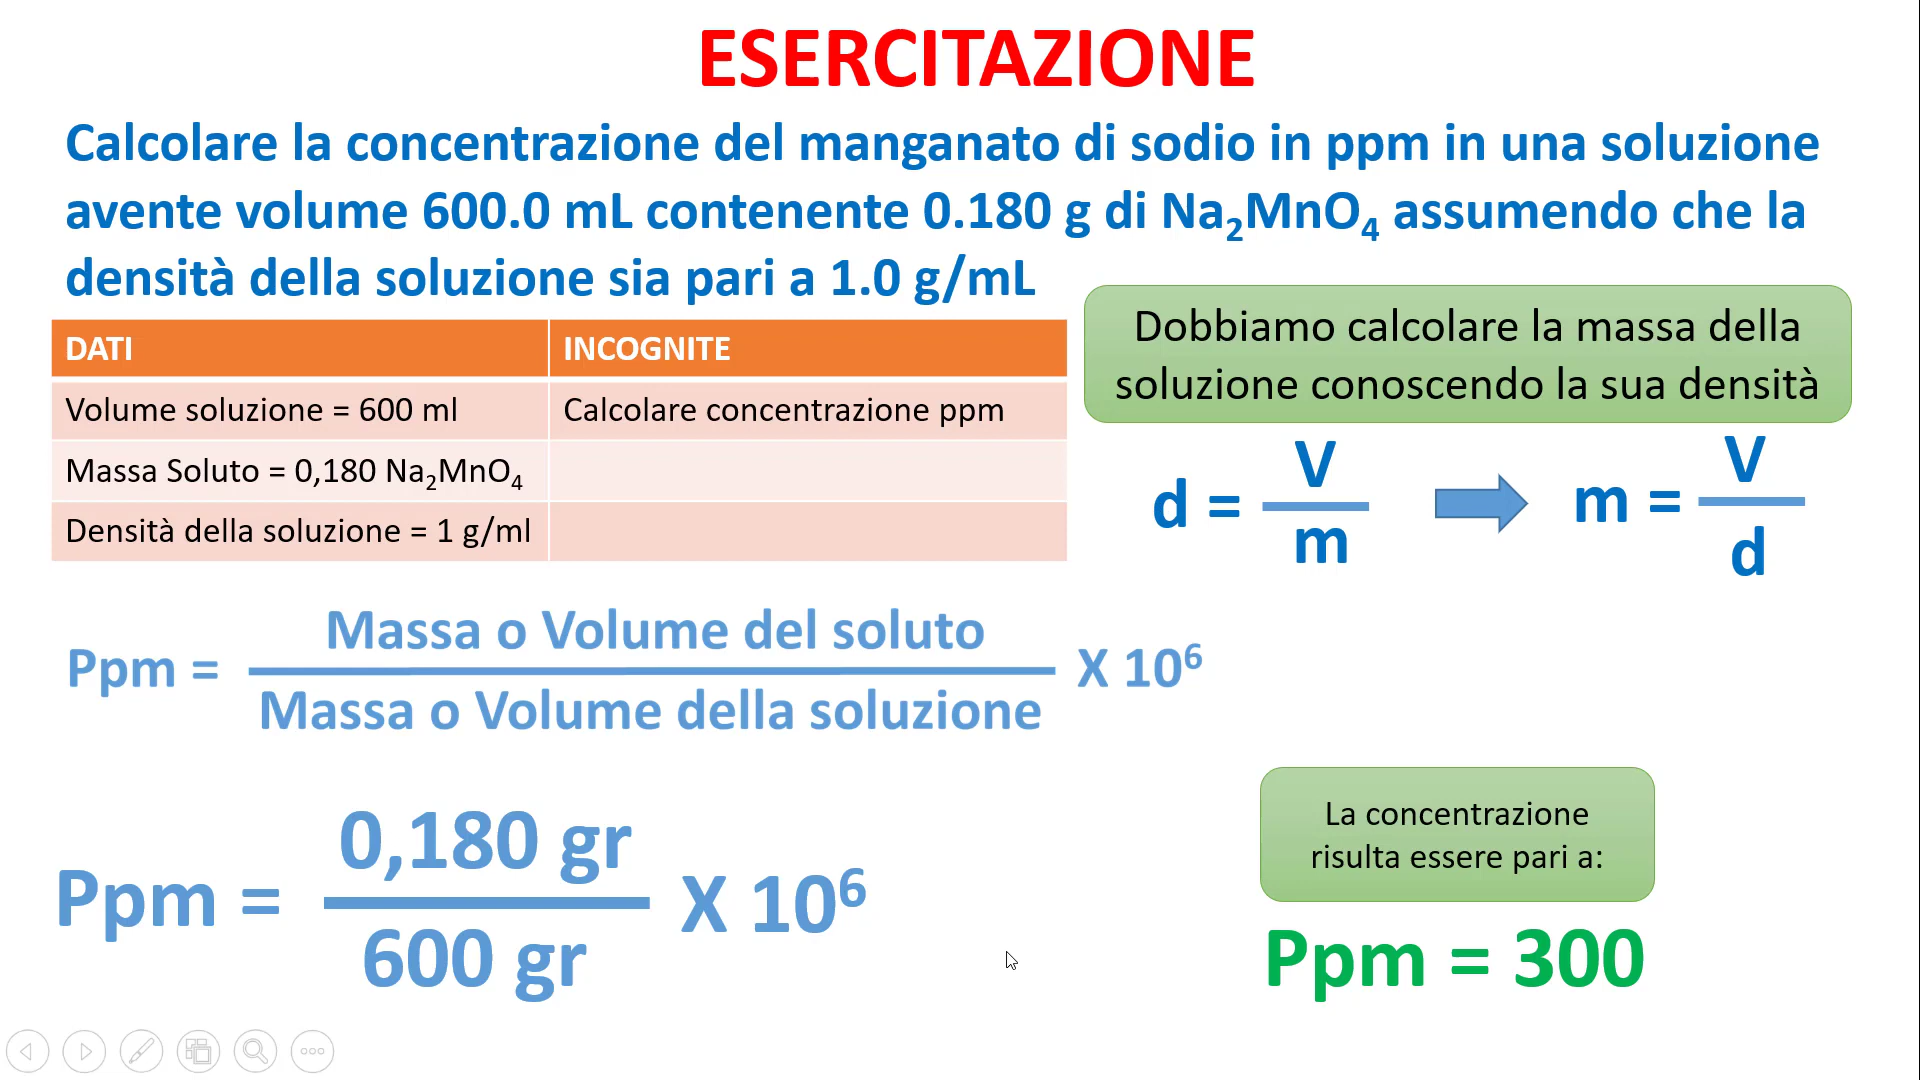 ESERCITAZIONE
Calcolare la concentrazione del manganato di sodio in ppm in una soluzione
avente volume 600.0 mL contenente 0.180 g di Na₂MnO₄ assumendo che la
densità della soluzione sia pari a 1.0 g/mL
DATI
INCOGNITE
Volume soluzione = 600 ml
Calcolare concentrazione ppm
Massa Soluto = 0,180 Na₂MnO₄
Densità della soluzione = 1 g/ml
Dobbiamo calcolare la massa della
soluzione conoscendo la sua densità
d =
V
m
m =
V
d
Ppm =
Massa o Volume del soluto
Massa o Volume della soluzione
X 10⁶
Ppm =
0,180 gr
600 gr
X 10⁶
La concentrazione
risulta essere pari a:
Ppm = 300